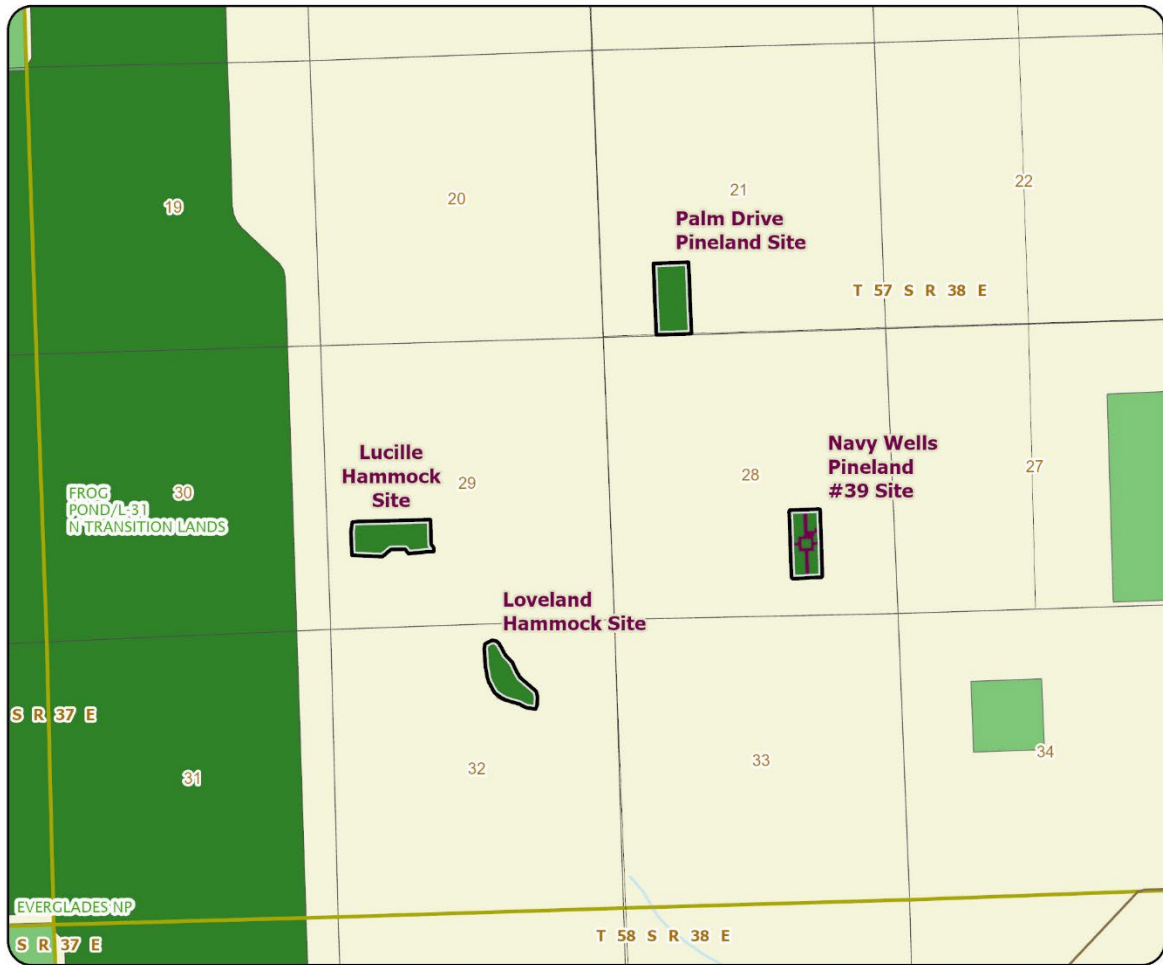 22
21
19
20
Palm Drive
Pineland Site
T 57 S R 38 E
Navy Wells
Pineland
#39 Site
Lucille
Hammock
Site
27
28
29
30
FROG
POND/L-31
N TRANSITION LANDS
Loveland
Hammock Site
S R 37 E
34
33
32
31
EVERGLADES NP
T 58 S R 38 E
S R 37 E